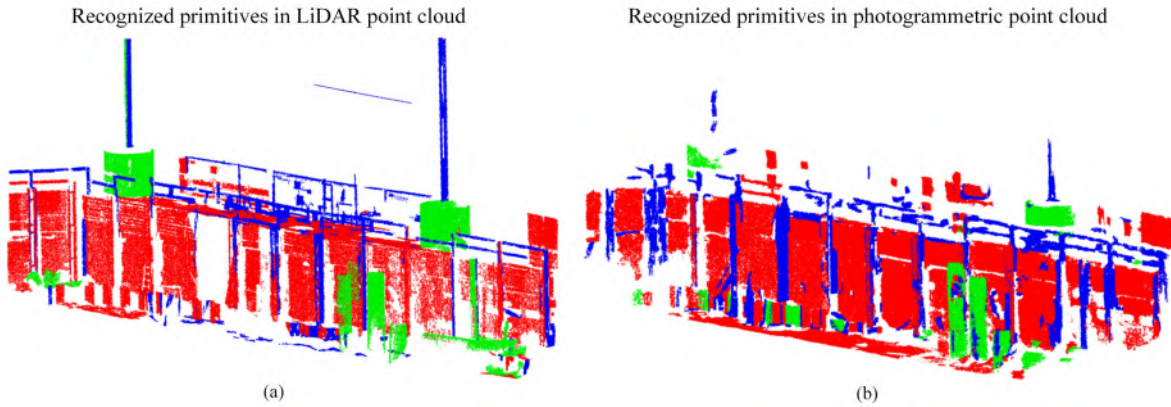 Recognized primitives in LiDAR point cloud
Recognized primitives in photogrammetric point cloud
(a)
(b)